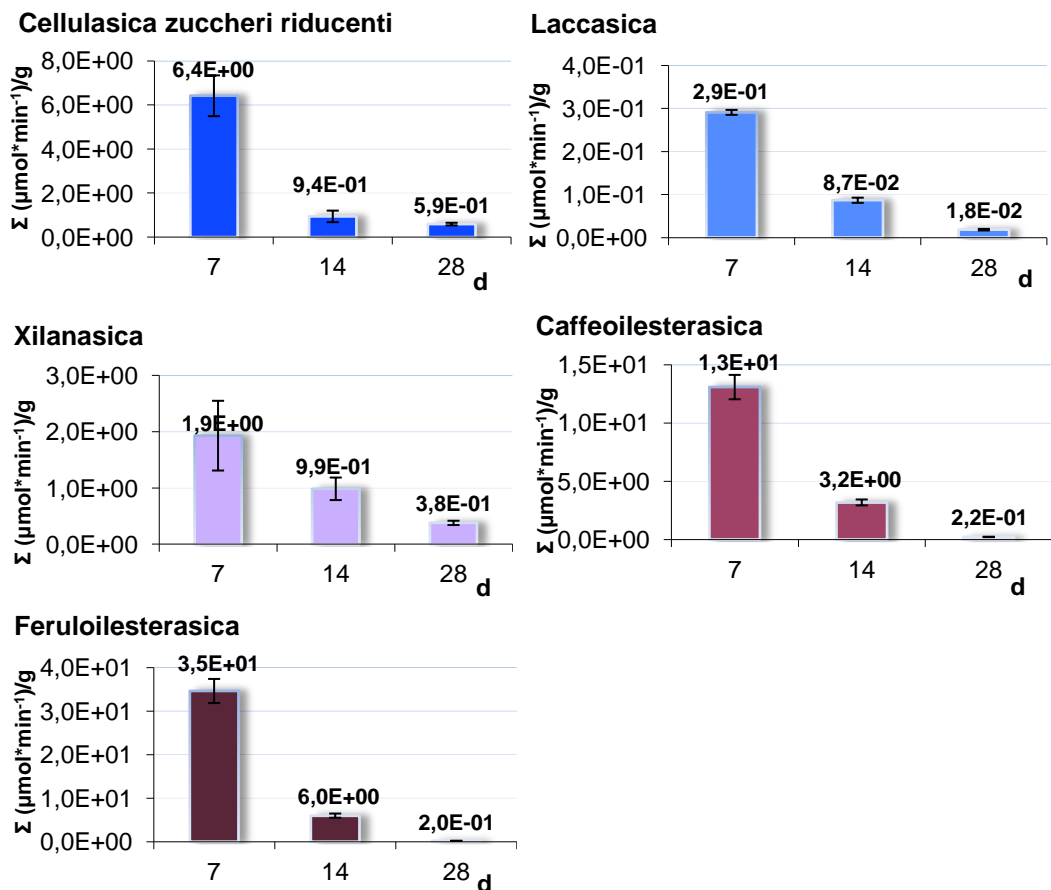 Cellulasica zuccheri riducenti
Σ (µmol*min⁻¹)/g
8,0E+00
6,0E+00
4,0E+00
2,0E+00
0,0E+00
6,4E+00
9,4E-01
5,9E-01
7 14 28
d
Laccasica
Σ (µmol*min⁻¹)/g
4,0E-01
3,0E-01
2,0E-01
1,0E-01
0,0E+00
2,9E-01
8,7E-02
1,8E-02
7 14 28
d
Xilanasica
Σ (µmol*min⁻¹)/g
3,0E+00
2,0E+00
1,0E+00
0,0E+00
1,9E+00
9,9E-01
3,8E-01
7 14 28
d
Caffeoilesterasica
Σ (µmol*min⁻¹)/g
1,5E+01
1,0E+01
5,0E+00
0,0E+00
1,3E+01
3,2E+00
2,2E-01
7 14 28
d
Feruloilesterasica
Σ (µmol*min⁻¹)/g
4,0E+01
3,0E+01
2,0E+01
1,0E+01
0,0E+00
3,5E+01
6,0E+00
2,0E-01
7 14 28
d